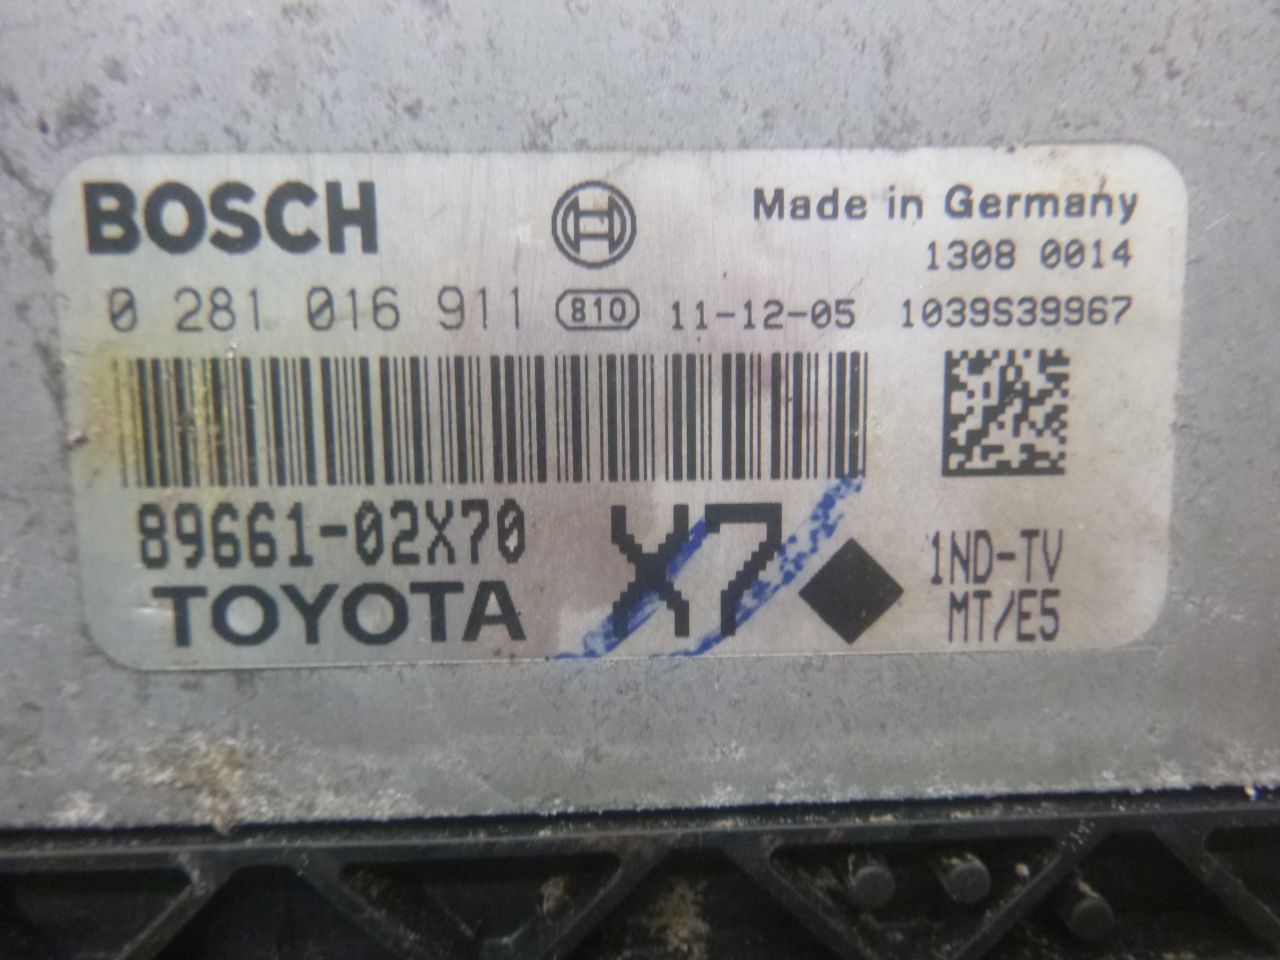 BOSCH
Made in Germany
1308 0014
0 281 016 911 810 11-12-05 1039S39967
89661-02X70
TOYOTA
X7
1ND-TV
MT/E5